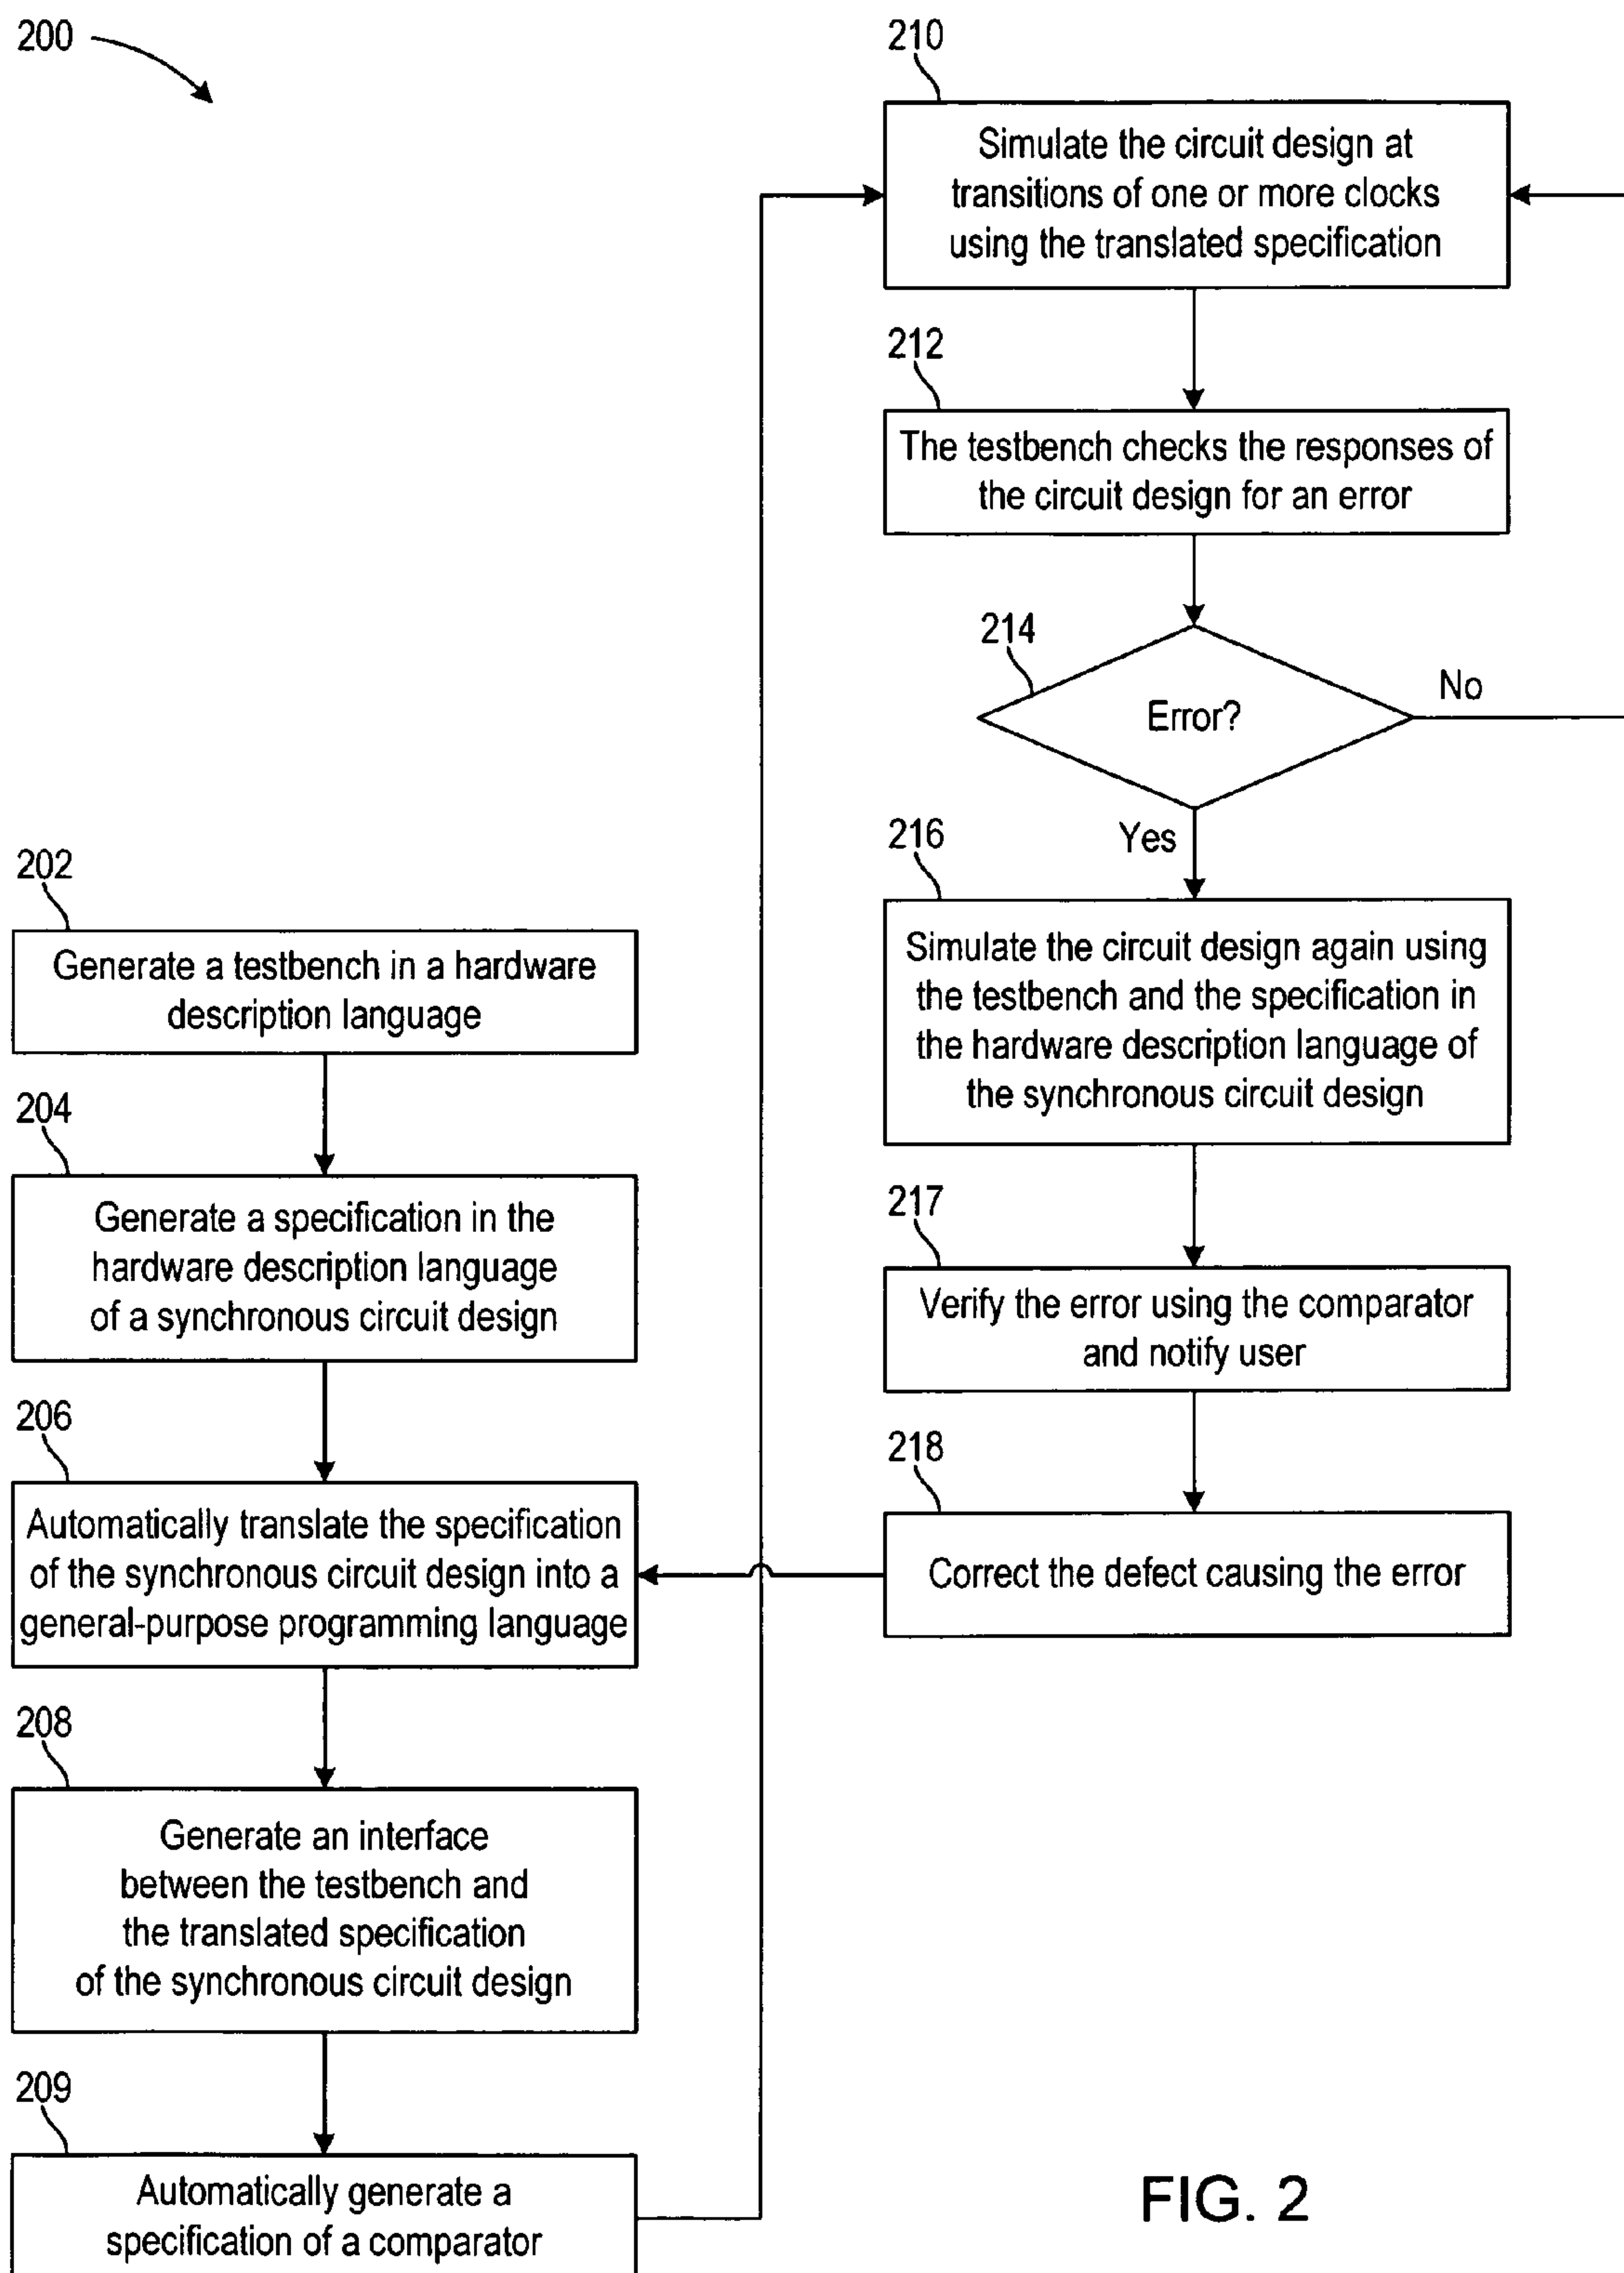 200
202
Generate a testbench in a hardware
description language
204
Generate a specification in the
hardware description language
of a synchronous circuit design
206
Automatically translate the specification
of the synchronous circuit design into a
general-purpose programming language
208
Generate an interface
between the testbench and
the translated specification
of the synchronous circuit design
209
Automatically generate a
specification of a comparator
210
Simulate the circuit design at
transitions of one or more clocks
using the translated specification
212
The testbench checks the responses of
the circuit design for an error
214
Error?
No
Yes
216
Simulate the circuit design again using
the testbench and the specification in
the hardware description language of
the synchronous circuit design
217
Verify the error using the comparator
and notify user
218
Correct the defect causing the error
FIG. 2